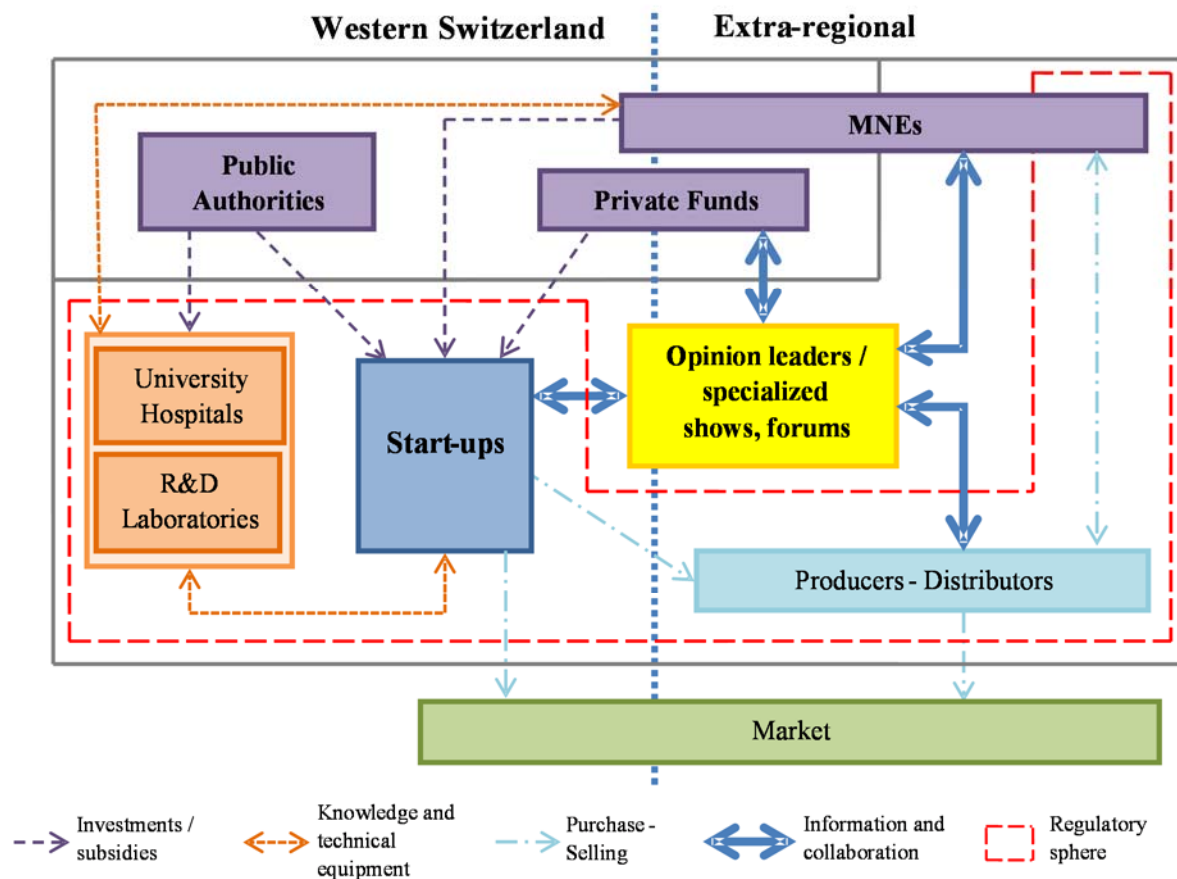 Western Switzerland
Extra-regional
MNEs
Public
Authorities
Private Funds
University
Hospitals
R&D
Laboratories
Start-ups
Opinion leaders /
specialized
shows, forums
Producers - Distributors
Market
Investments /
subsidies
Knowledge and
technical
equipment
Purchase -
Selling
Information and
collaboration
Regulatory
sphere